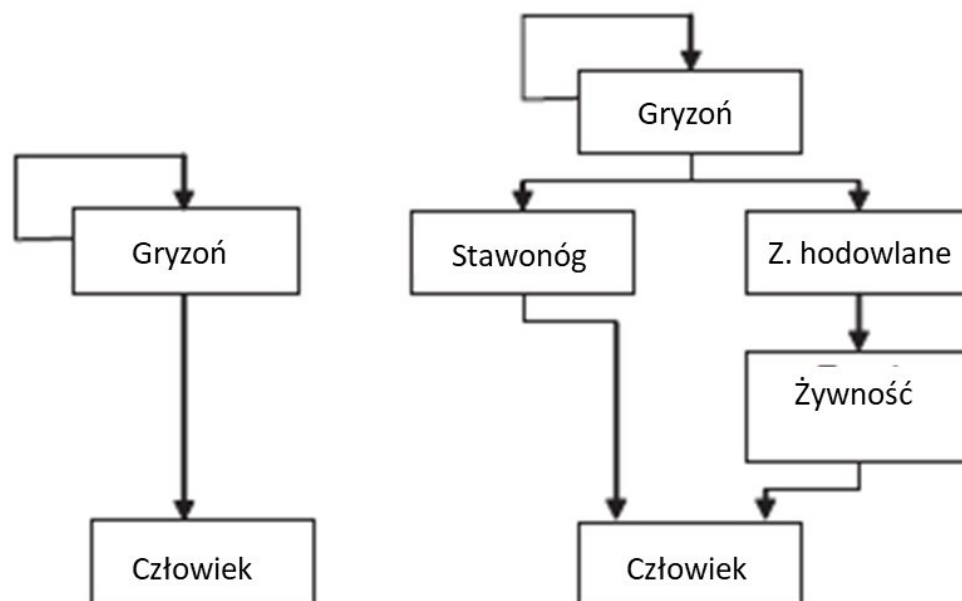 Gryzoń
Człowiek
Gryzoń
Stawonóg
Z. hodowlane
Żywność
Człowiek